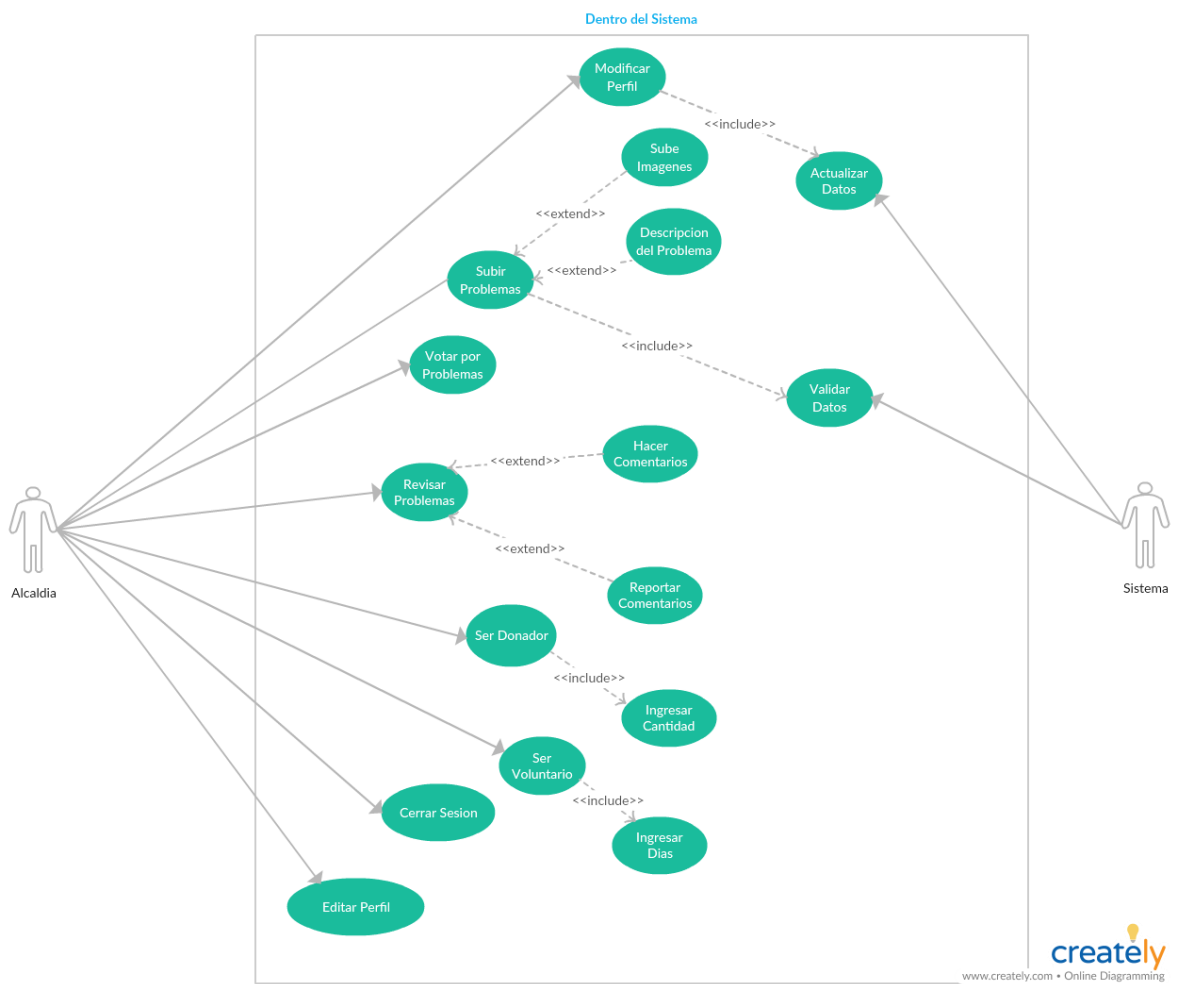 Dentro del Sistema
Modificar
Perfil
<<include>>
Sube
Imagenes
Actualizar
Datos
<<extend>>
Descripcion
del Problema
<<extend>>
Subir
Problemas
<<include>>
Votar por
Problemas
Validar
Datos
Hacer
Comentarios
<<extend>>
Revisar
Problemas
<<extend>>
Alcaldia
Sistema
Reportar
Comentarios
Ser Donador
<<include>>
Ingresar
Cantidad
Ser
Voluntario
<<include>>
Cerrar Sesion
Ingresar
Dias
Editar Perfil
creately
www.creately.com • Online Diagramming